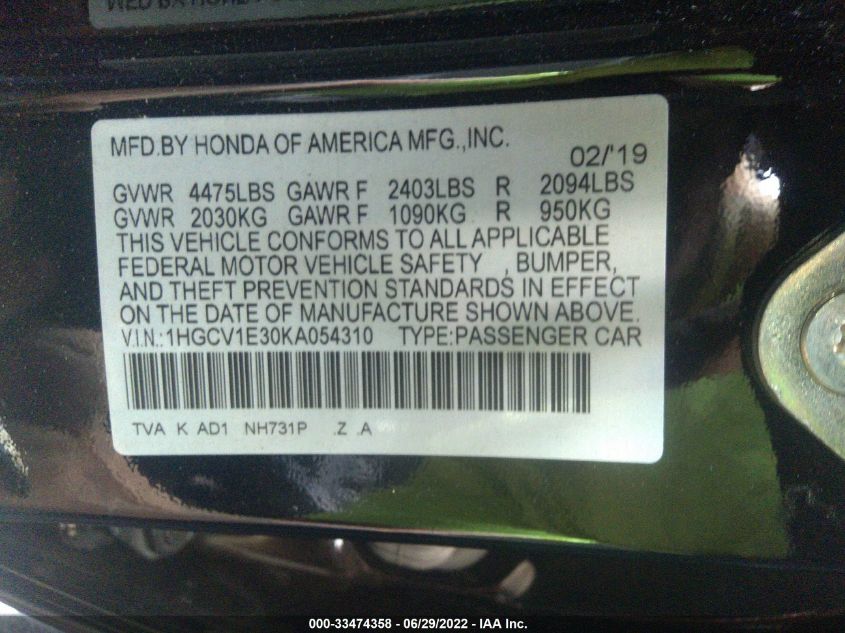 MFD.BY HONDA OF AMERICA MFG.,INC.
02/'19
GVWR 4475LBS GAWR F 2403LBS R 2094LBS
GVWR 2030KG GAWR F 1090KG R 950KG
THIS VEHICLE CONFORMS TO ALL APPLICABLE
FEDERAL MOTOR VEHICLE SAFETY , BUMPER,
AND THEFT PREVENTION STANDARDS IN EFFECT
ON THE DATE OF MANUFACTURE SHOWN ABOVE.
V.I.N.:1HGCV1E30KA054310 TYPE:PASSENGER CAR
TVA K AD1 NH731P .Z .A
000-33474358 - 06/29/2022 - IAA Inc.